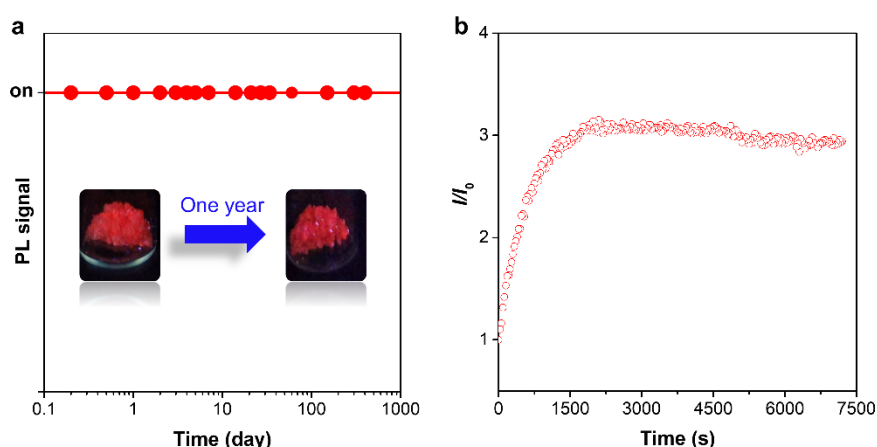 a
PL signal
on
One year
0.1 1 10 100 1000
Time (day)
b
I/I0
4
3
2
1
0 1500 3000 4500 6000 7500
Time (s)